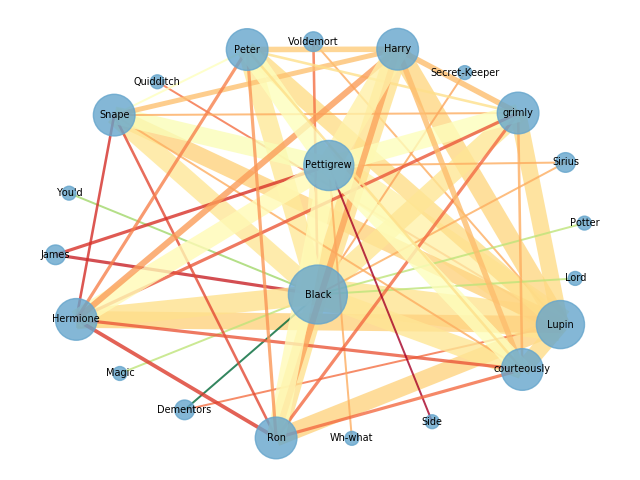 Voldemort
Peter
Harry
Secret-Keeper
Quidditch
Snape
grimly
Pettigrew
Sirius
You'd
Potter
James
Lord
Black
Hermione
Lupin
courteously
Magic
Dementors
Side
Ron
Wh-what